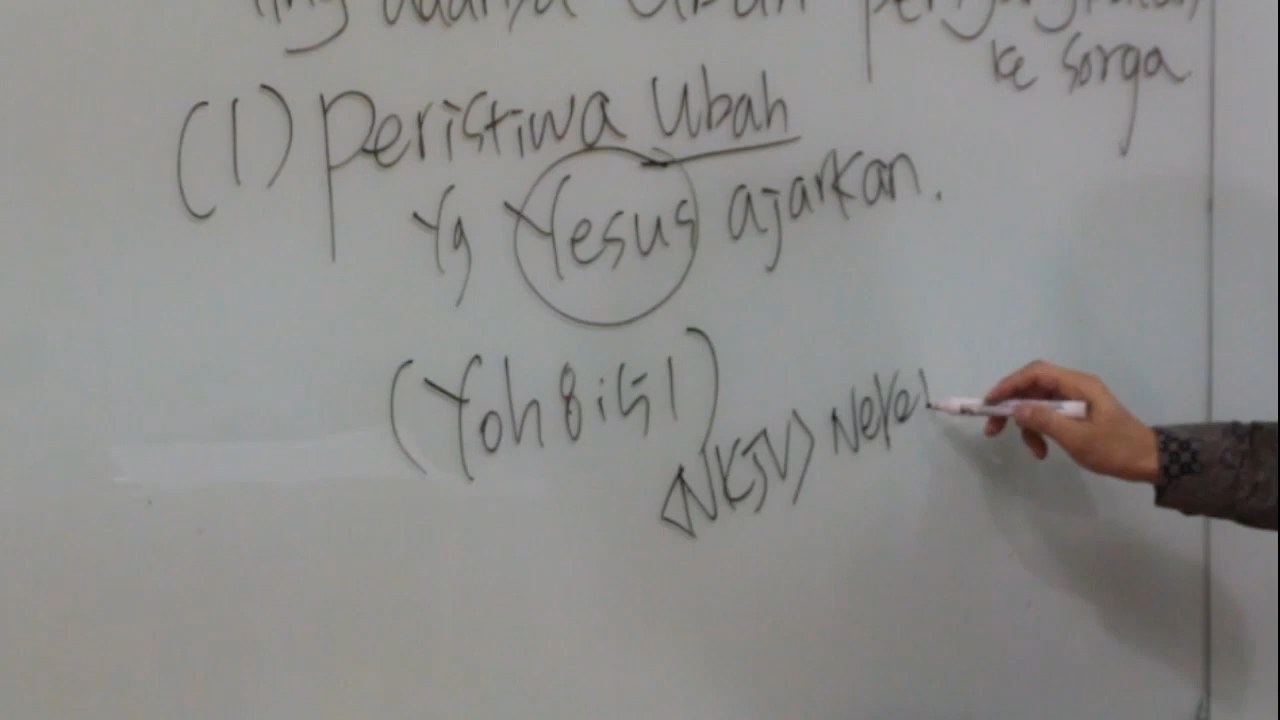 ke sorga
(1) Peristiwa Ubah
Yg Yesus ajarkan.
(Yoh 8:51)
<NKJV> Never